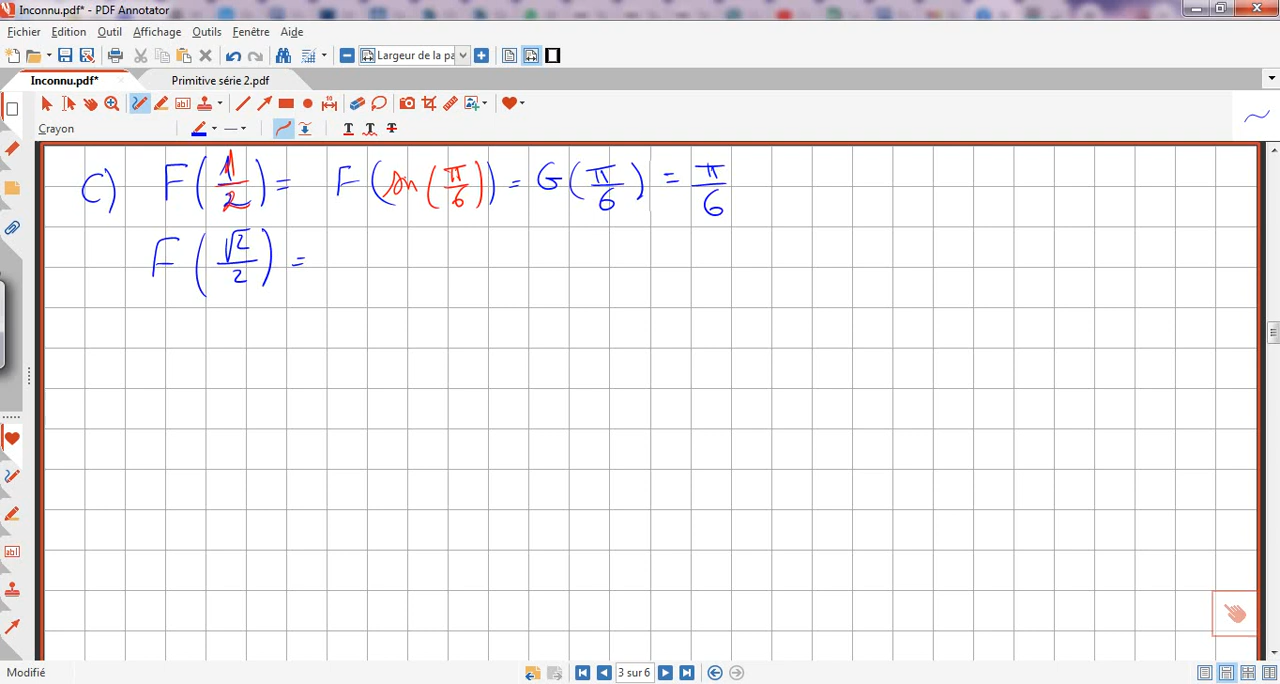 Inconnu.pdf* - PDF Annotator
Fichier Edition Outil Affichage Outils Fenêtre Aide
Largeur de la pa
Inconnu.pdf* Primitive série 2.pdf
Crayon
C) F(1/2) = F(sin(π/6)) = G(π/6) = π/6
F(√2/2) =
Modifié 3 sur 6